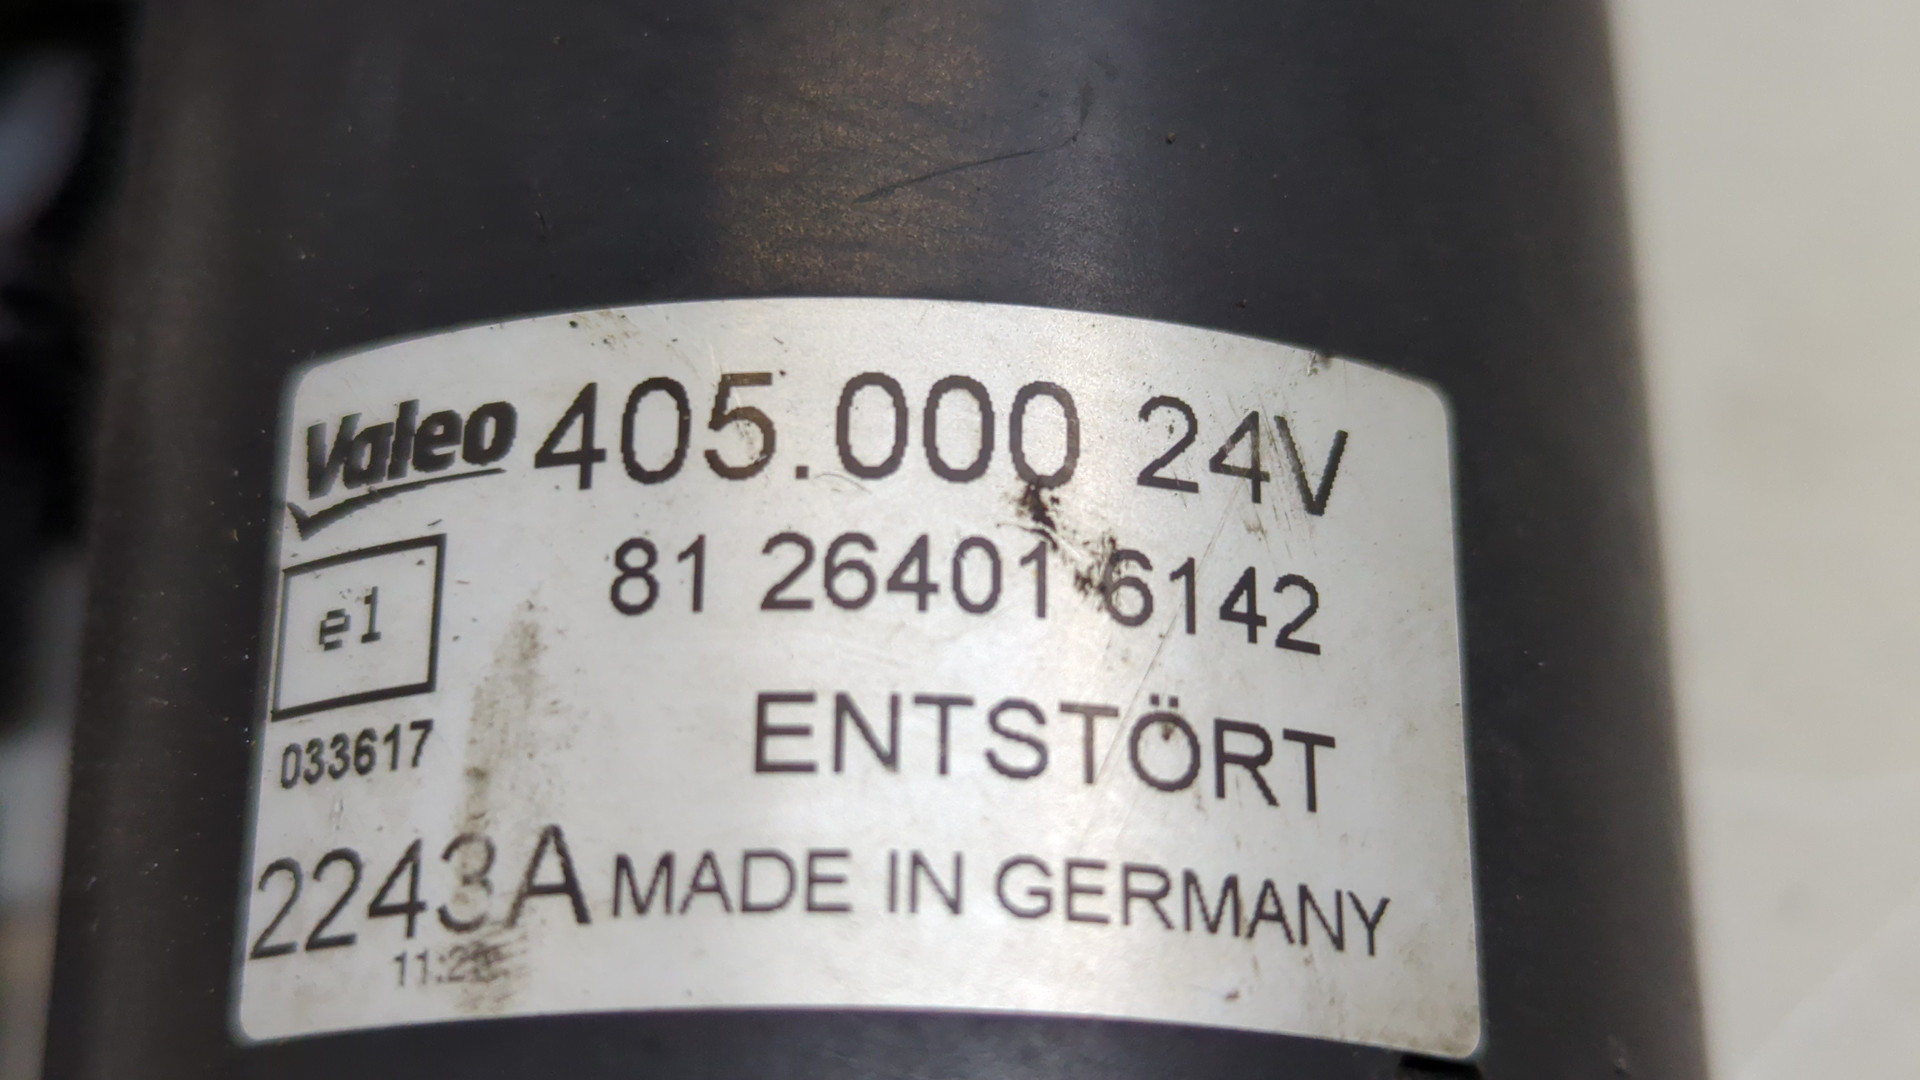 Valeo 405.000 24V
81 26401 6142
e1
ENTSTÖRT
033617
2243A MADE IN GERMANY